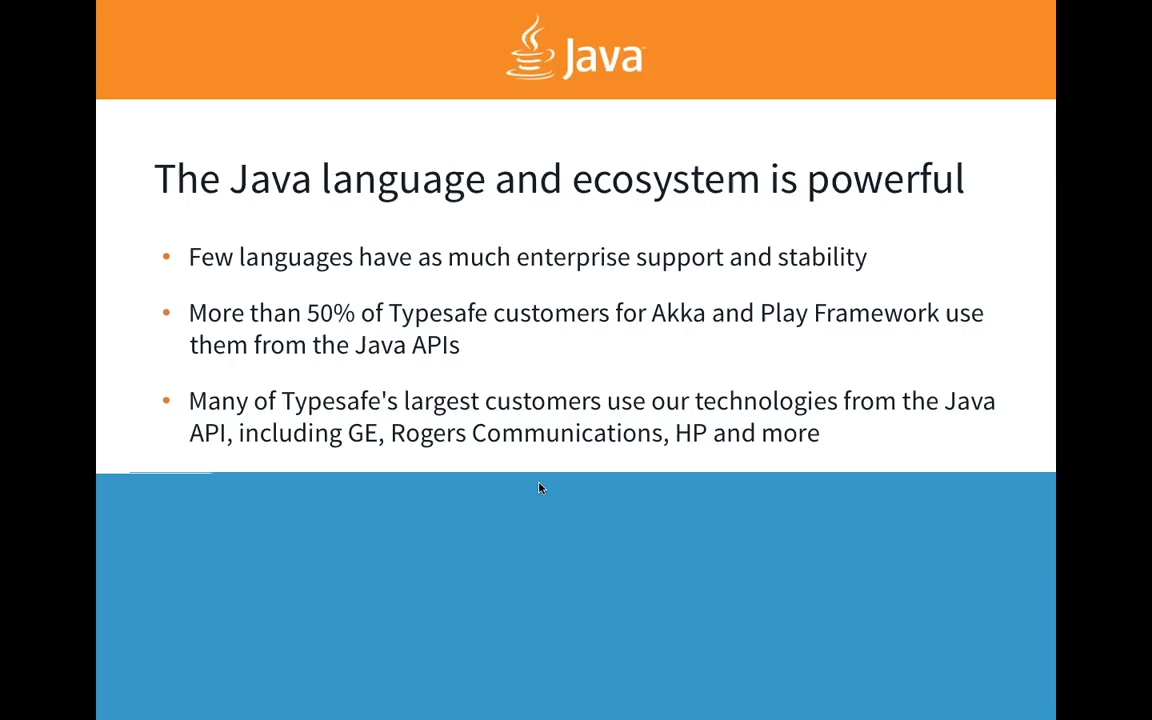 Java
The Java language and ecosystem is powerful
• Few languages have as much enterprise support and stability
• More than 50% of Typesafe customers for Akka and Play Framework use
them from the Java APIs
• Many of Typesafe's largest customers use our technologies from the Java
API, including GE, Rogers Communications, HP and more